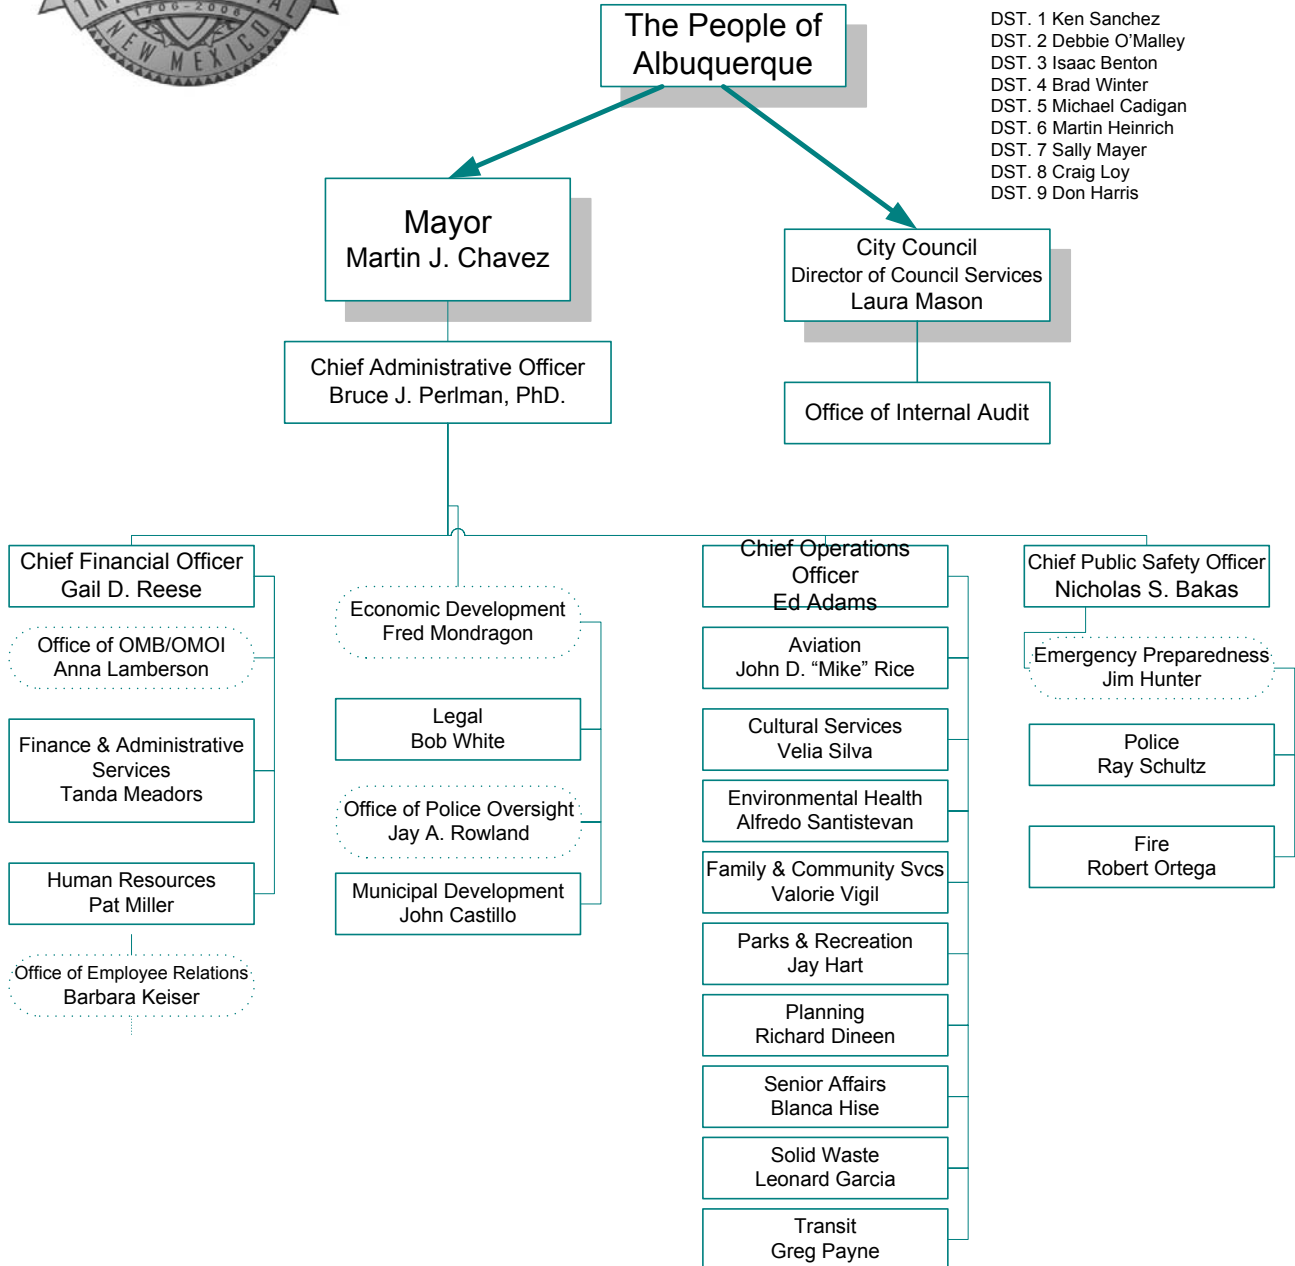 1706-2006
NEW MEXICO
The People of
Albuquerque
DST. 1 Ken Sanchez
DST. 2 Debbie O’Malley
DST. 3 Isaac Benton
DST. 4 Brad Winter
DST. 5 Michael Cadigan
DST. 6 Martin Heinrich
DST. 7 Sally Mayer
DST. 8 Craig Loy
DST. 9 Don Harris
Mayor
Martin J. Chavez
City Council
Director of Council Services
Laura Mason
Chief Administrative Officer
Bruce J. Perlman, PhD.
Office of Internal Audit
Chief Financial Officer
Gail D. Reese
Office of OMB/OMOI
Anna Lamberson
Finance & Administrative
Services
Tanda Meadors
Human Resources
Pat Miller
Office of Employee Relations
Barbara Keiser
Economic Development
Fred Mondragon
Legal
Bob White
Office of Police Oversight
Jay A. Rowland
Municipal Development
John Castillo
Chief Operations
Officer
Ed Adams
Aviation
John D. “Mike” Rice
Cultural Services
Velia Silva
Environmental Health
Alfredo Santistevan
Family & Community Svcs
Valorie Vigil
Parks & Recreation
Jay Hart
Planning
Richard Dineen
Senior Affairs
Blanca Hise
Solid Waste
Leonard Garcia
Transit
Greg Payne
Chief Public Safety Officer
Nicholas S. Bakas
Emergency Preparedness
Jim Hunter
Police
Ray Schultz
Fire
Robert Ortega